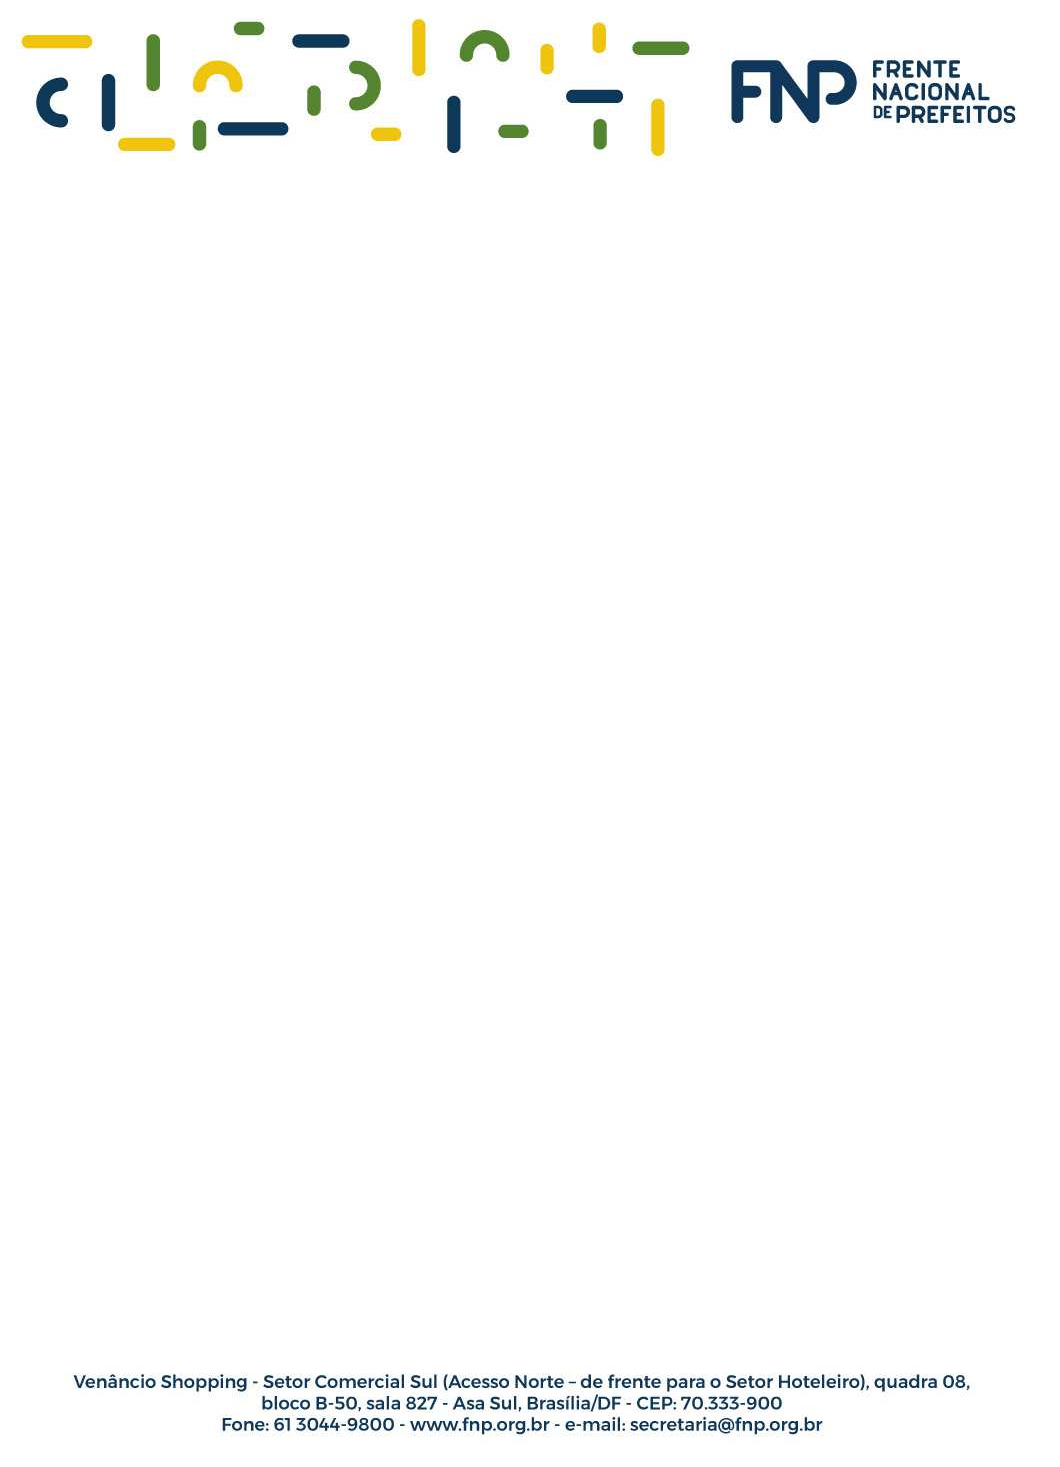 FNP
FRENTE
NACIONAL
DE PREFEITOS
Venâncio Shopping - Setor Comercial Sul (Acesso Norte – de frente para o Setor Hoteleiro), quadra 08,
bloco B-50, sala 827 - Asa Sul, Brasília/DF - CEP: 70.333-900
Fone: 61 3044-9800 - www.fnp.org.br - e-mail: secretaria@fnp.org.br